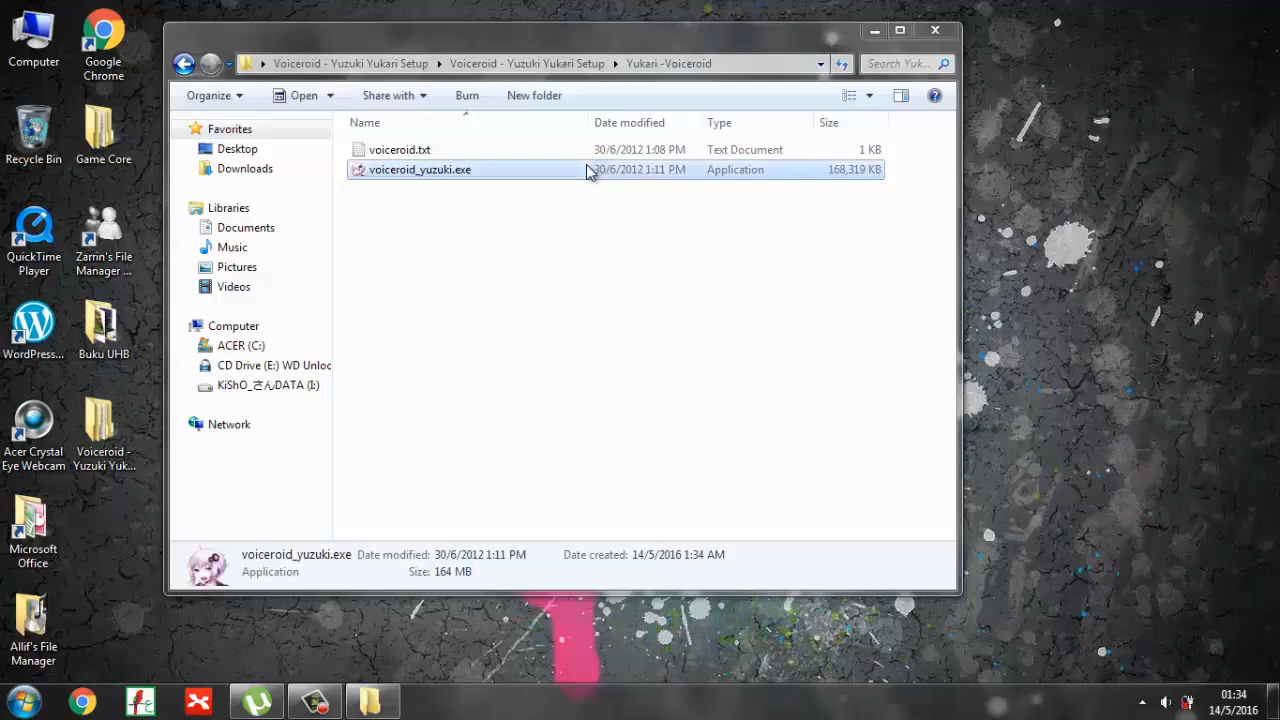 Computer
Google
Chrome
Recycle Bin
Game Core
QuickTime
Player
Zarrin's File
Manager ...
WordPress...
Buku UHB
Acer Crystal
Eye Webcam
Voiceroid -
Yuzuki Yuk...
Microsoft
Office
Allif's File
Manager
Voiceroid - Yuzuki Yukari Setup
Voiceroid - Yuzuki Yukari Setup
Yukari -Voiceroid
Search Yuk...
Organize
Open
Share with
Burn
New folder
Name
Date modified
Type
Size
Favorites
Desktop
Downloads
Libraries
Documents
Music
Pictures
Videos
Computer
ACER (C:)
CD Drive (E:) WD Unloc
KiShO_さんDATA (I:)
Network
voiceroid.txt
30/6/2012 1:08 PM
Text Document
1 KB
voiceroid_yuzuki.exe
30/6/2012 1:11 PM
Application
168,319 KB
voiceroid_yuzuki.exe
Date modified: 30/6/2012 1:11 PM
Date created: 14/5/2016 1:34 AM
Application
Size: 164 MB
01:34
14/5/2016